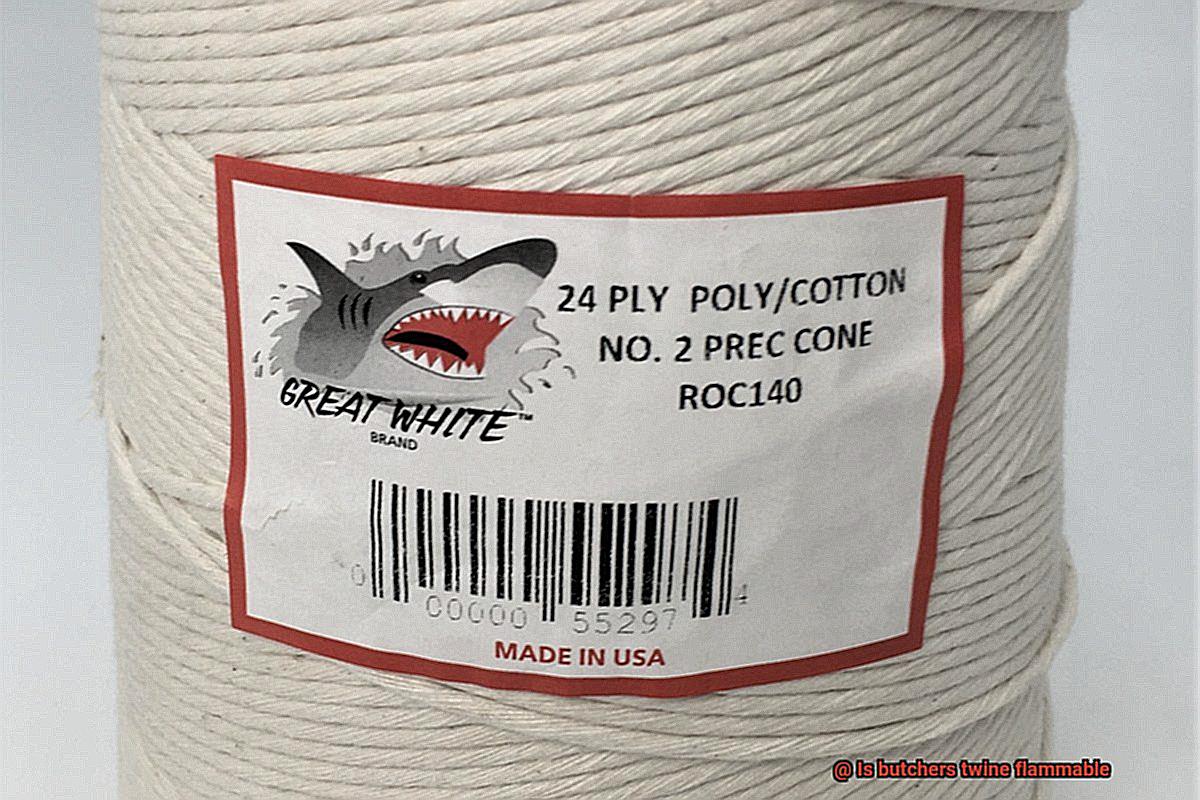 24 PLY POLY/COTTON
NO. 2 PREC CONE
ROC140
GREAT WHITE™
BRAND
0 00000 55297 4
MADE IN USA
@ Is butchers twine flammable